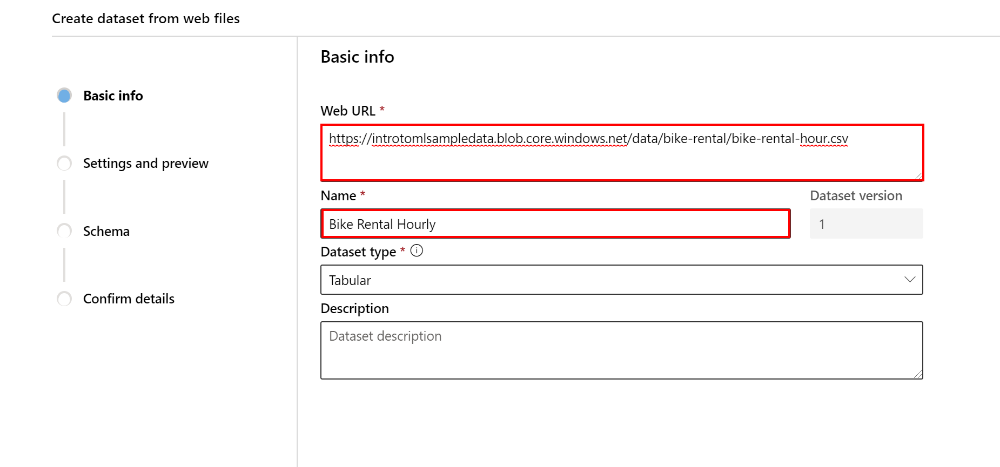 Create dataset from web files
Basic info
Settings and preview
Schema
Confirm details
Basic info
Web URL *
https://introtomlsampledata.blob.core.windows.net/data/bike-rental/bike-rental-hour.csv
Name *
Dataset version
Bike Rental Hourly
1
Dataset type *
Tabular
Description
Dataset description